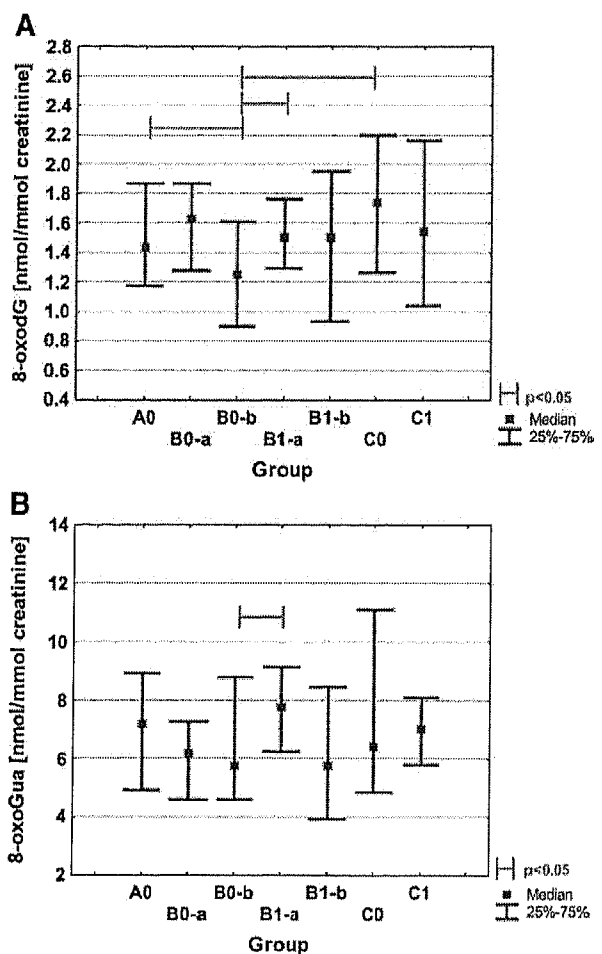 A
8-oxodG [nmol/mmol creatinine]
2.8
2.6
2.4
2.2
2.0
1.8
1.6
1.4
1.2
1.0
0.8
0.6
0.4
A0 B0-b B1-b C1
B0-a B1-a C0
Group
p<0.05
Median
25%-75%
B
8-oxoGua [nmol/mmol creatinine]
14
12
10
8
6
4
2
A0 B0-b B1-b C1
B0-a B1-a C0
Group
p<0.05
Median
25%-75%